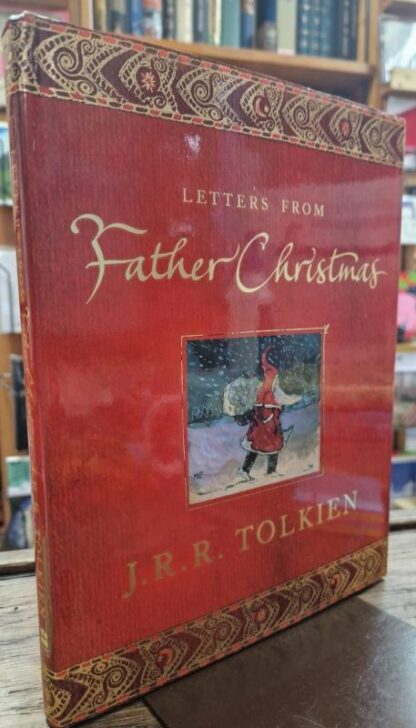 LETTERS FROM
Father Christmas
J.R.R. TOLKIEN